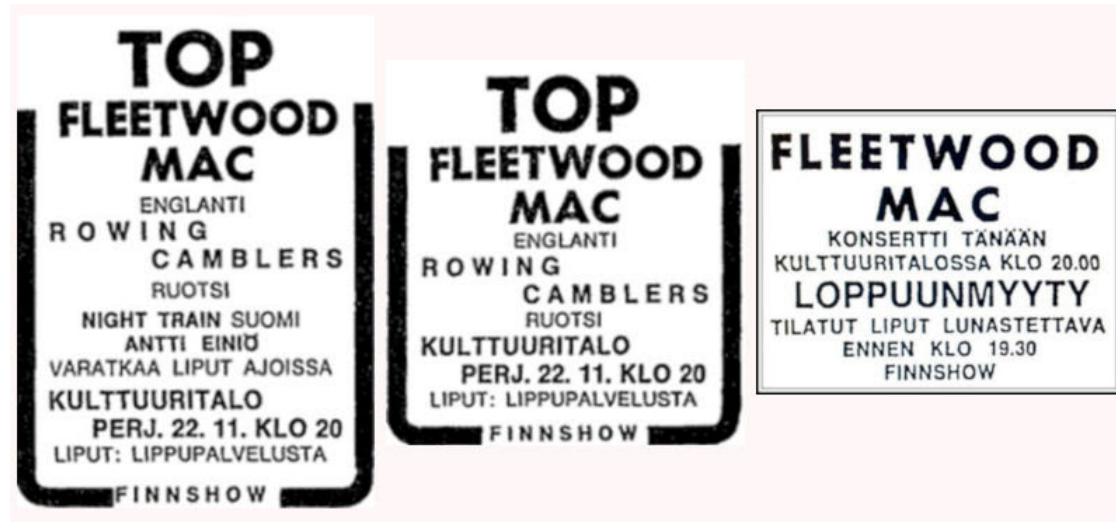 TOP
FLEETWOOD
MAC
ENGLANTI
ROWING
CAMBLERS
RUOTSI
NIGHT TRAIN SUOMI
ANTTI EINIÖ
VARATKAA LIPUT AJOISSA
KULTTUURITALO
PERJ. 22. 11. KLO 20
LIPUT: LIPPUPALVELUSTA
FINNSHOW
TOP
FLEETWOOD
MAC
ENGLANTI
ROWING
CAMBLERS
RUOTSI
KULTTUURITALO
PERJ. 22. 11. KLO 20
LIPUT: LIPPUPALVELUSTA
FINNSHOW
FLEETWOOD
MAC
KONSERTTI TÄNÄÄN
KULTTUURITALOSSA KLO 20.00
LOPPUUNMYYTY
TILATUT LIPUT LUNASTETTAVA
ENNEN KLO 19.30
FINNSHOW